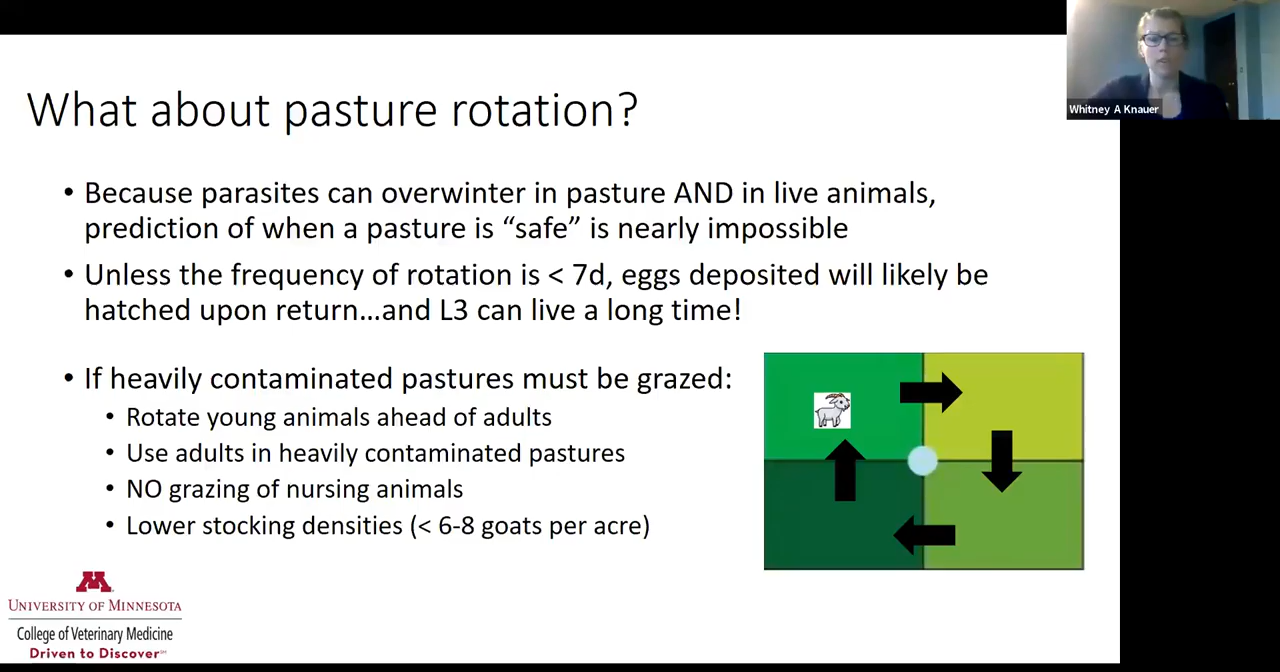 Whitney A Knauer
What about pasture rotation?
• Because parasites can overwinter in pasture AND in live animals,
prediction of when a pasture is “safe” is nearly impossible
• Unless the frequency of rotation is < 7d, eggs deposited will likely be
hatched upon return…and L3 can live a long time!
• If heavily contaminated pastures must be grazed:
• Rotate young animals ahead of adults
• Use adults in heavily contaminated pastures
• NO grazing of nursing animals
• Lower stocking densities (< 6-8 goats per acre)
M
UNIVERSITY OF MINNESOTA
College of Veterinary Medicine
Driven to Discover℠